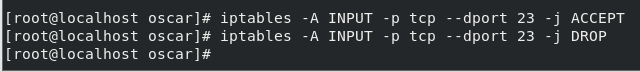 [root@localhost oscar]# iptables -A INPUT -p tcp --dport 23 -j ACCEPT
[root@localhost oscar]# iptables -A INPUT -p tcp --dport 23 -j DROP
[root@localhost oscar]#